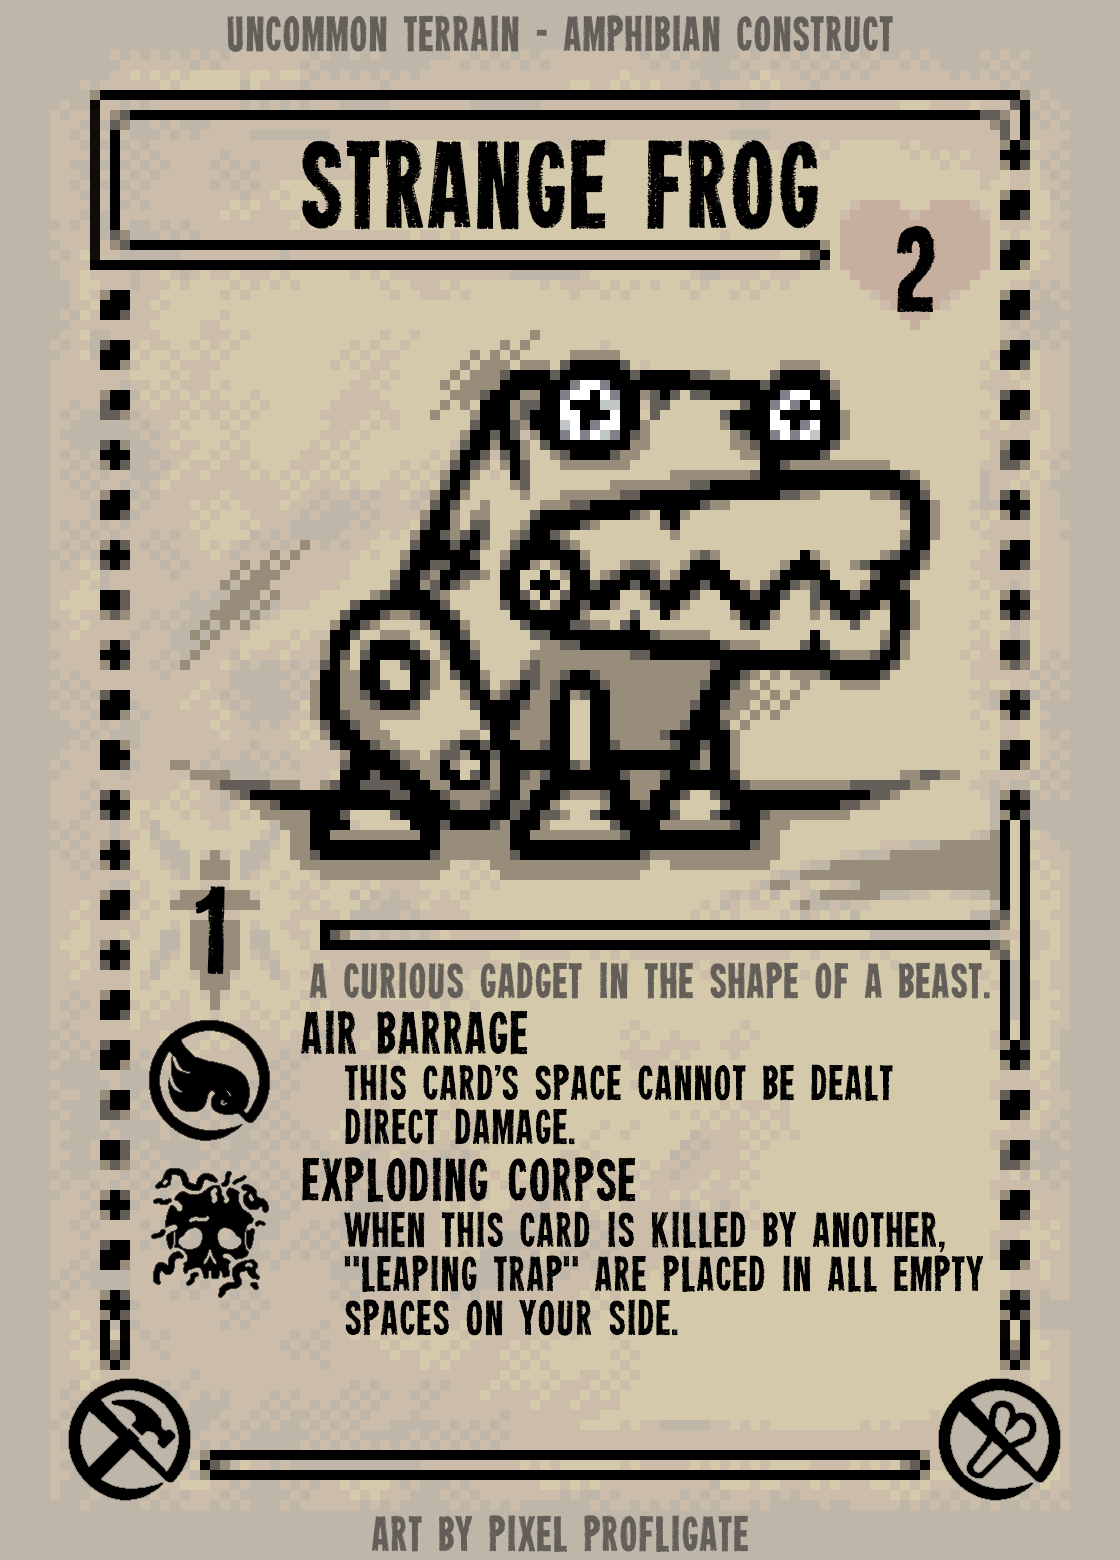 UNCOMMON TERRAIN - AMPHIBIAN CONSTRUCT
STRANGE FROG
2
1
A CURIOUS GADGET IN THE SHAPE OF A BEAST.
AIR BARRAGE
THIS CARD'S SPACE CANNOT BE DEALT
DIRECT DAMAGE.
EXPLODING CORPSE
WHEN THIS CARD IS KILLED BY ANOTHER,
"LEAPING TRAP" ARE PLACED IN ALL EMPTY
SPACES ON YOUR SIDE.
ART BY PIXEL PROFLIGATE